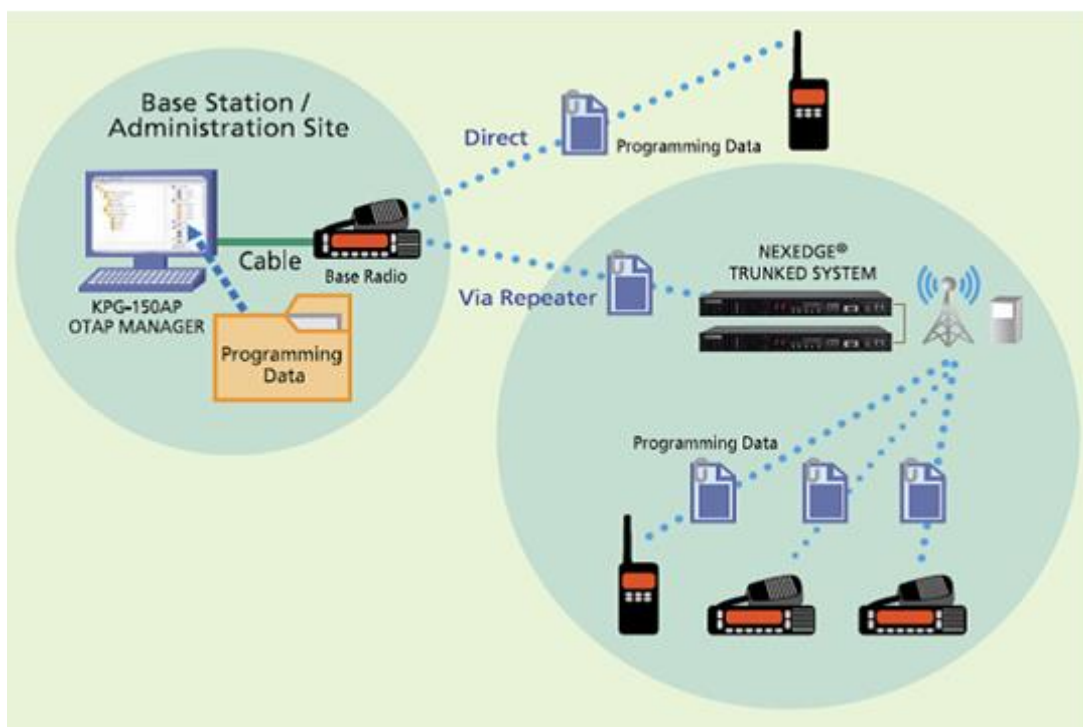 Base Station /
Administration Site
KPG-150AP
OTAP MANAGER
Cable
Base Radio
Programming
Data
Direct
Programming Data
Via Repeater
NEXEDGE®
TRUNKED SYSTEM
Programming Data